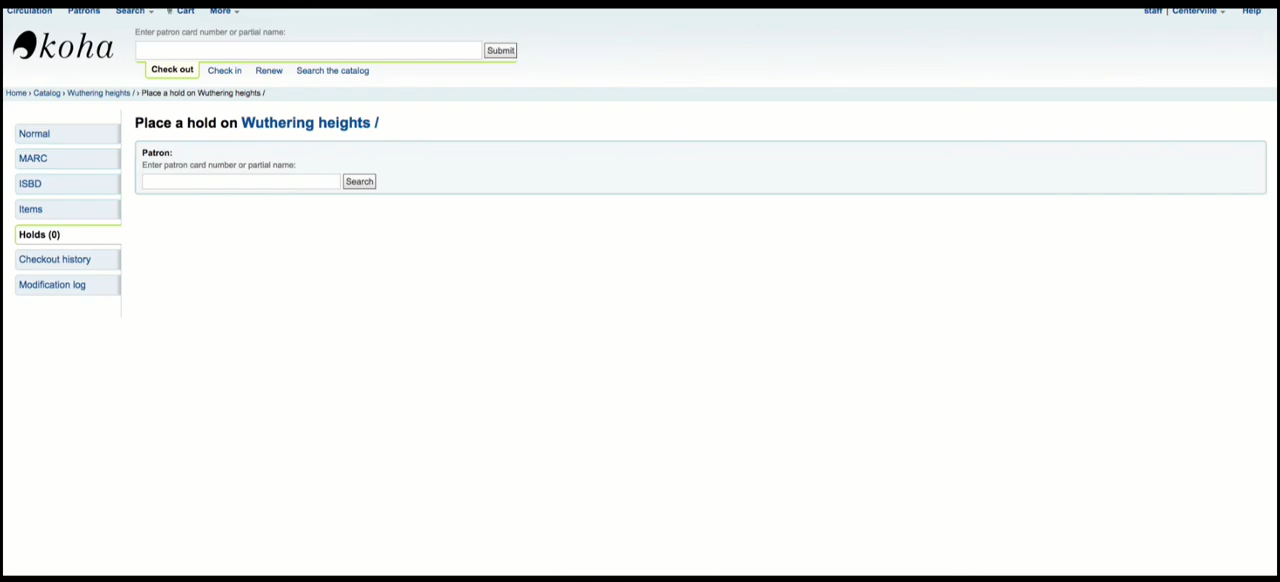 Circulation Patrons Search Cart More staff | Centerville Help
koha
Enter patron card number or partial name:
Submit
Check out Check in Renew Search the catalog
Home › Catalog › Wuthering heights / › Place a hold on Wuthering heights /
Place a hold on Wuthering heights /
Normal
MARC
ISBD
Items
Holds (0)
Checkout history
Modification log
Patron:
Enter patron card number or partial name:
Search